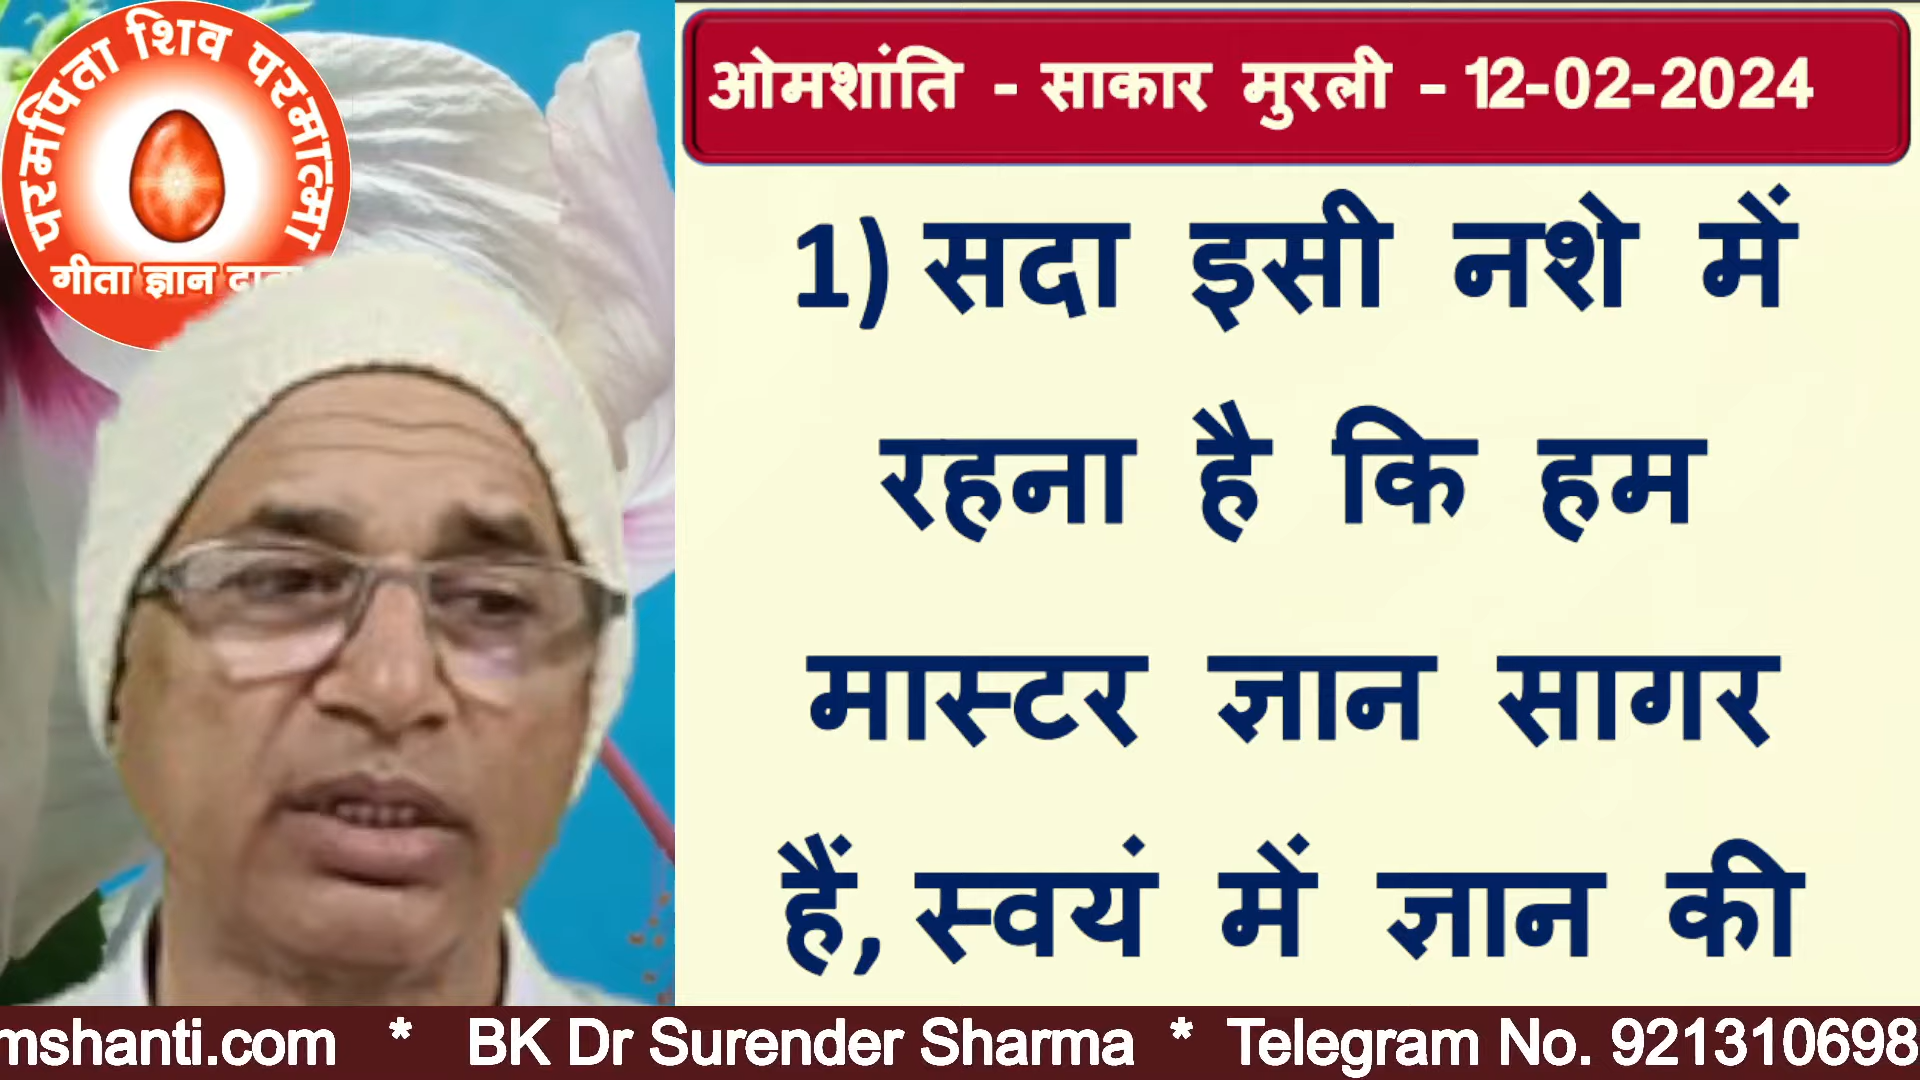 परमपिता शिव परमात्मा
गीता ज्ञान
ओमशांति - साकार मुरली - 12-02-2024
1) सदा इसी नशे में
रहना है कि हम
मास्टर ज्ञान सागर
हैं, स्वयं में ज्ञान की
mshanti.com * BK Dr Surender Sharma * Telegram No. 921310698